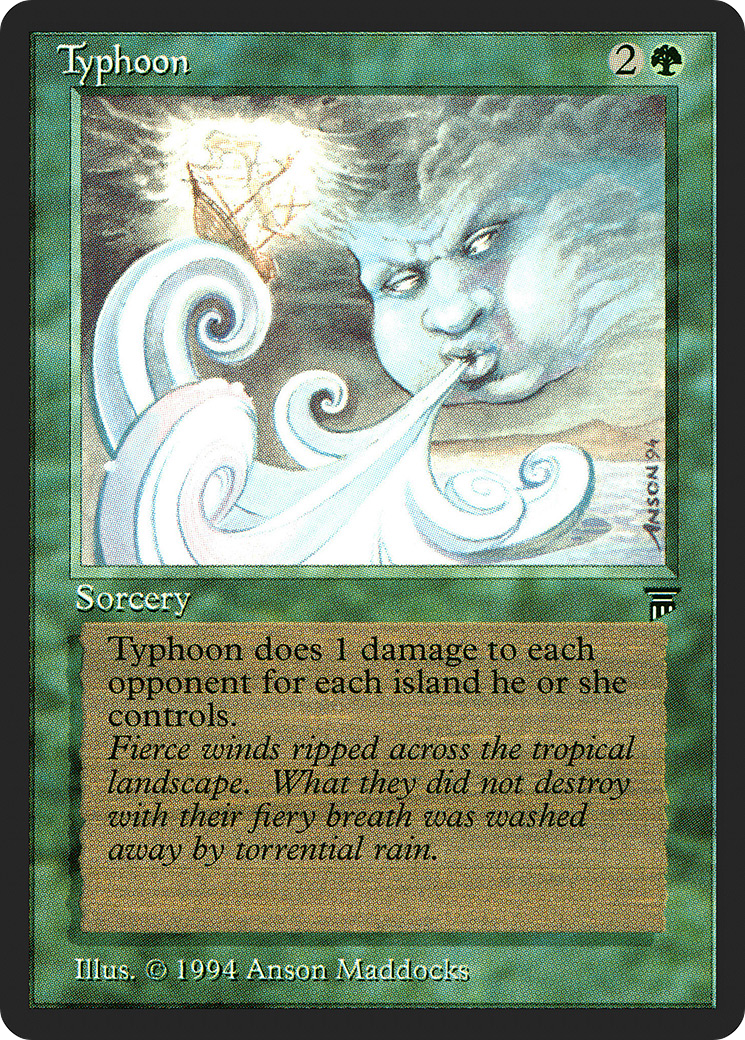 Typhoon 2
ANSON 94
Sorcery
Typhoon does 1 damage to each
opponent for each island he or she
controls.
Fierce winds ripped across the tropical
landscape. What they did not destroy
with their fiery breath was washed
away by torrential rain.
Illus. © 1994 Anson Maddocks